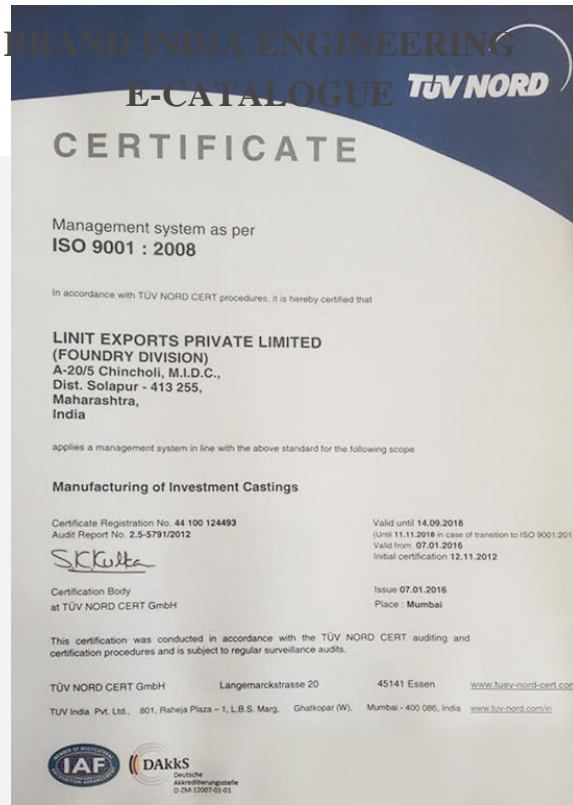 BRAND INDIA ENGINEERING
E-CATALOGUE
TÜV NORD
CERTIFICATE
Management system as per
ISO 9001 : 2008
In accordance with TÜV NORD CERT procedures, it is hereby certified that
LINIT EXPORTS PRIVATE LIMITED
(FOUNDRY DIVISION)
A-20/5 Chincholi, M.I.D.C.,
Dist. Solapur - 413 255,
Maharashtra,
India
applies a management system in line with the above standard for the following scope
Manufacturing of Investment Castings
Certificate Registration No. 44 100 124493
Audit Report No. 2.5-5791/2012
Valid until 14.09.2018
(Until 11.11.2018 in case of transition to ISO 9001:201
Valid from 07.01.2016
Initial certification 12.11.2012
Certification Body
at TÜV NORD CERT GmbH
Issue 07.01.2016
Place : Mumbai
This certification was conducted in accordance with the TÜV NORD CERT auditing and
certification procedures and is subject to regular surveillance audits.
TÜV NORD CERT GmbH Langemarckstrasse 20 45141 Essen www.tuev-nord-cert.com
TUV India Pvt. Ltd., 801, Raheja Plaza – 1, L.B.S. Marg, Ghatkopar (W), Mumbai - 400 086, India www.tuv-nord.com/in
MEMBER OF MULTILATERAL
IAF
RECOGNITION ARRANGEMENT
DAkkS
Deutsche
Akkreditierungsstelle
D-ZM-12007-01-01